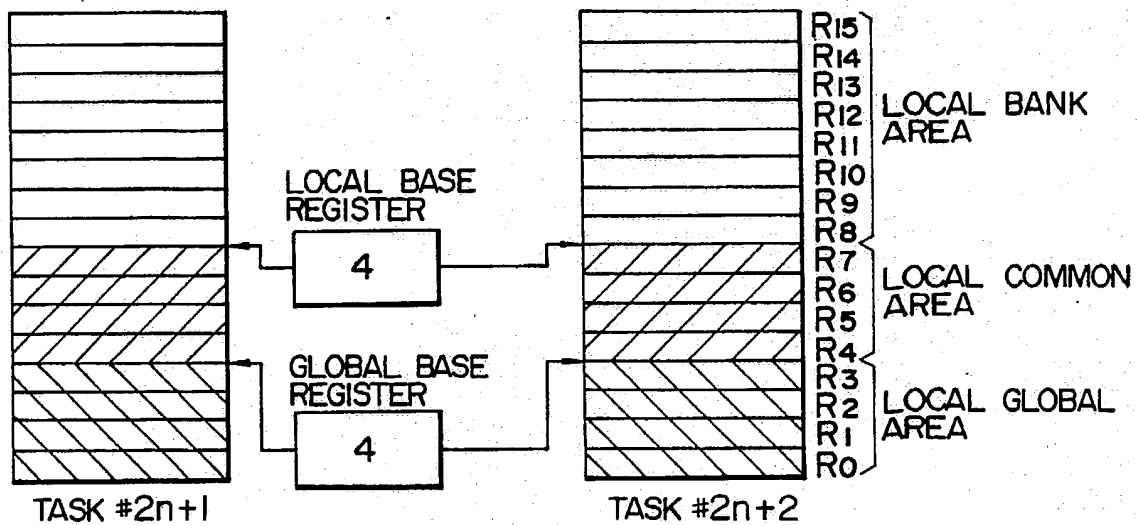 R15
R14
R13
R12
R11
R10
R9
R8
R7
R6
R5
R4
R3
R2
R1
R0
LOCAL BANK
AREA
LOCAL COMMON
AREA
LOCAL GLOBAL
AREA
LOCAL BASE
REGISTER
4
GLOBAL BASE
REGISTER
4
TASK #2n+1
TASK #2n+2